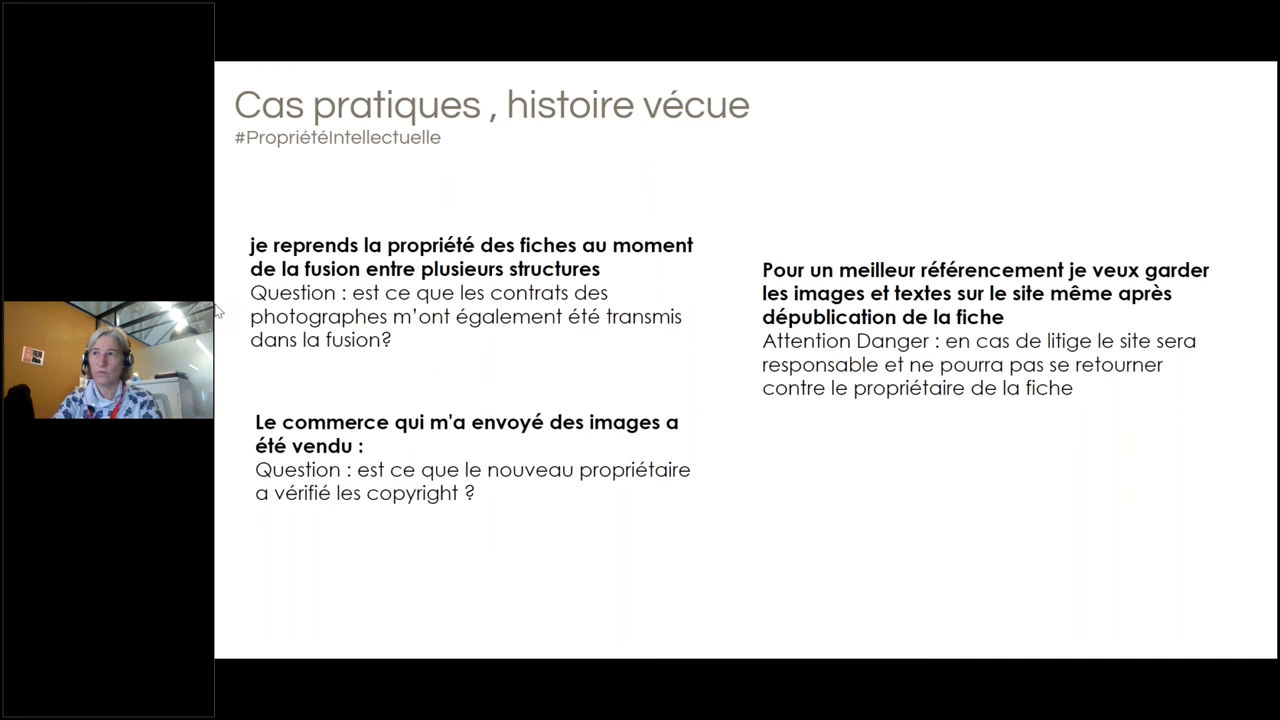 Cas pratiques , histoire vécue
#PropriétéIntellectuelle
je reprends la propriété des fiches au moment
de la fusion entre plusieurs structures
Question : est ce que les contrats des
photographes m’ont également été transmis
dans la fusion?
Le commerce qui m'a envoyé des images a
été vendu :
Question : est ce que le nouveau propriétaire
a vérifié les copyright ?
Pour un meilleur référencement je veux garder
les images et textes sur le site même après
dépublication de la fiche
Attention Danger : en cas de litige le site sera
responsable et ne pourra pas se retourner
contre le propriétaire de la fiche